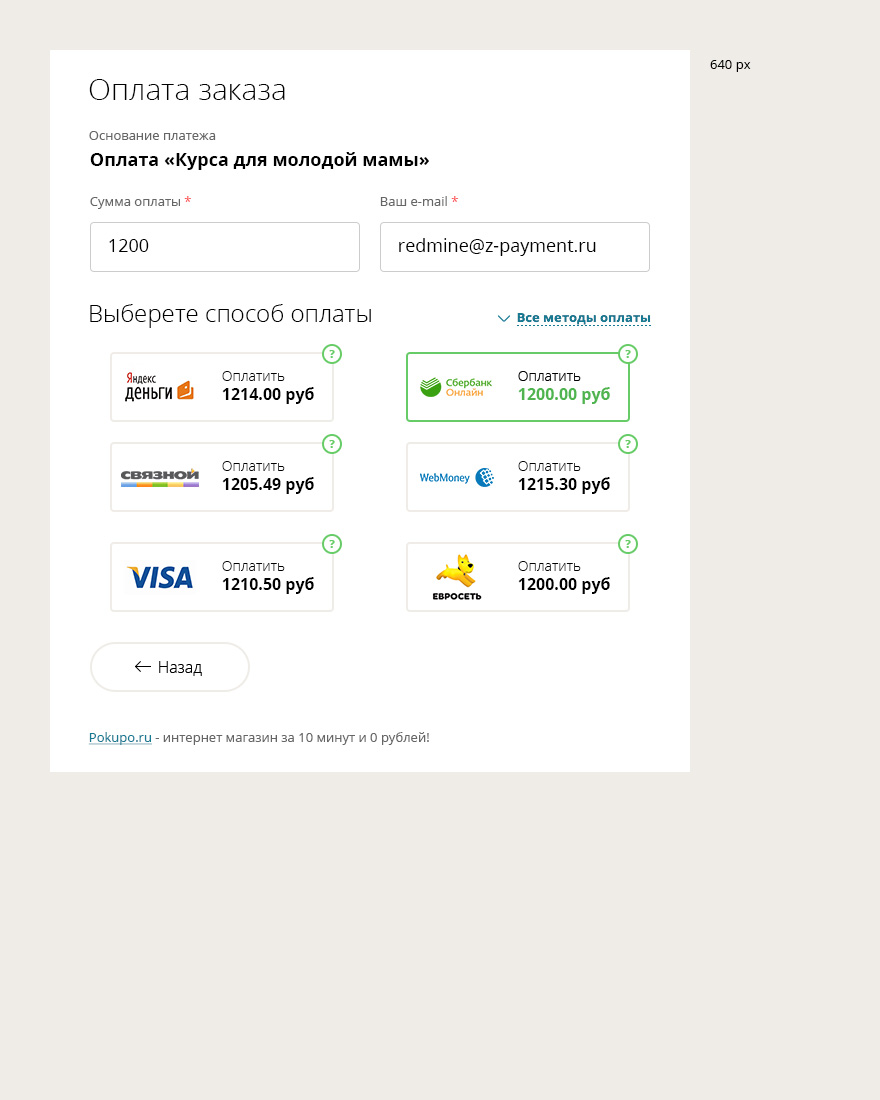 640 px
Оплата заказа
Основание платежа
Оплата «Курса для молодой мамы»
Сумма оплаты * Ваш e-mail *
1200 redmine@z-payment.ru
Выберете способ оплаты Все методы оплаты
? ?
Яндекс Оплатить Сбербанк Оплатить
деньги 1214.00 руб Онлайн 1200.00 руб
? ?
связной Оплатить WebMoney Оплатить
1205.49 руб 1215.30 руб
? ?
VISA Оплатить Оплатить
1210.50 руб 1200.00 руб
ЕВРОСЕТЬ
← Назад
Pokupo.ru - интернет магазин за 10 минут и 0 рублей!